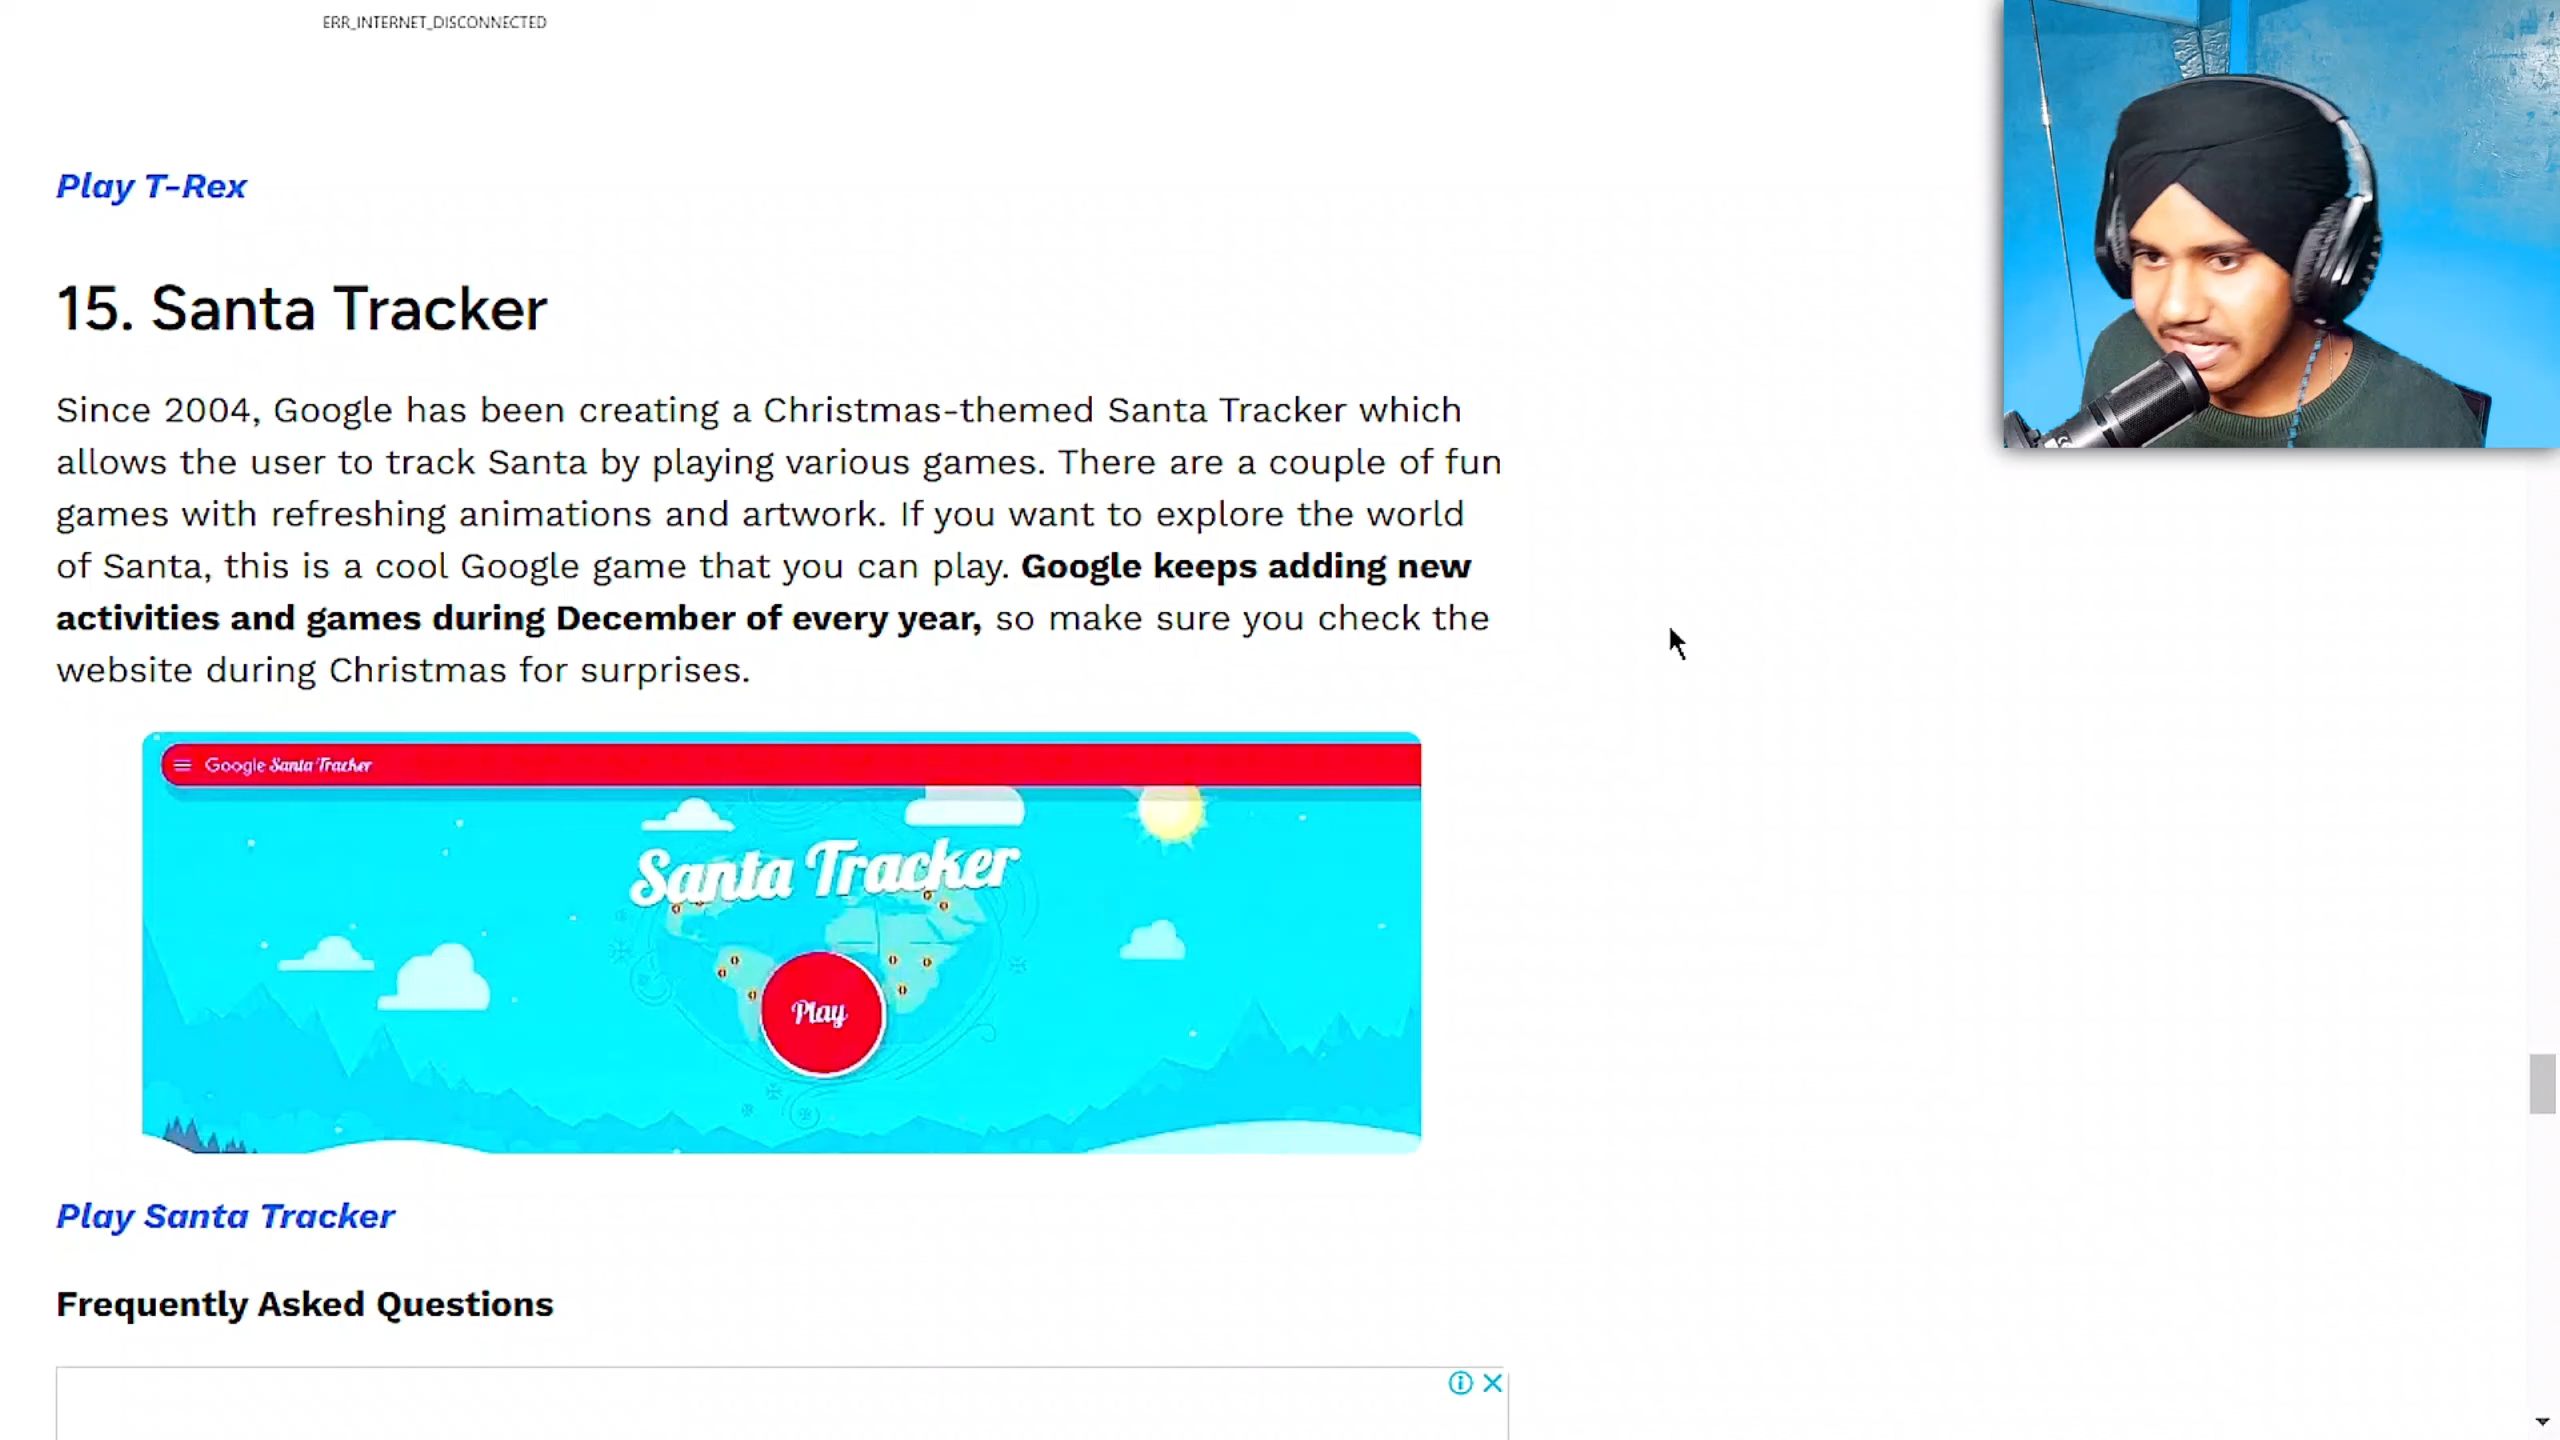 ERR_INTERNET_DISCONNECTED
Play T-Rex
15. Santa Tracker
Since 2004, Google has been creating a Christmas-themed Santa Tracker which
allows the user to track Santa by playing various games. There are a couple of fun
games with refreshing animations and artwork. If you want to explore the world
of Santa, this is a cool Google game that you can play. Google keeps adding new
activities and games during December of every year, so make sure you check the
website during Christmas for surprises.
Google Santa Tracker
Santa Tracker
Play
Play Santa Tracker
Frequently Asked Questions